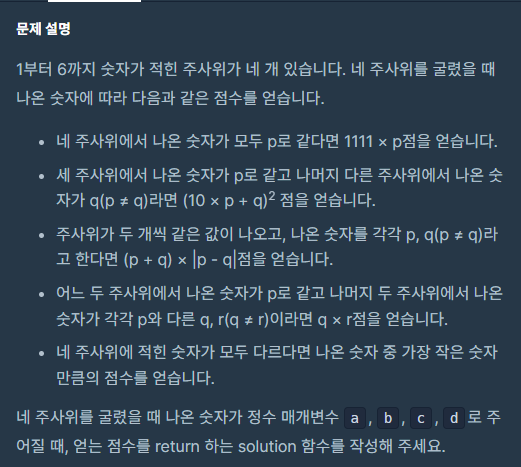 문제 설명
1부터 6까지 숫자가 적힌 주사위가 네 개 있습니다. 네 주사위를 굴렸을 때
나온 숫자에 따라 다음과 같은 점수를 얻습니다.
• 네 주사위에서 나온 숫자가 모두 p로 같다면 1111 × p점을 얻습니다.
• 세 주사위에서 나온 숫자가 p로 같고 나머지 다른 주사위에서 나온 숫
자가 q(p ≠ q)라면 (10 × p + q)² 점을 얻습니다.
• 주사위가 두 개씩 같은 값이 나오고, 나온 숫자를 각각 p, q(p ≠ q)라
고 한다면 (p + q) × |p - q|점을 얻습니다.
• 어느 두 주사위에서 나온 숫자가 p로 같고 나머지 두 주사위에서 나온
숫자가 각각 p와 다른 q, r(q ≠ r)이라면 q × r점을 얻습니다.
• 네 주사위에 적힌 숫자가 모두 다르다면 나온 숫자 중 가장 작은 숫자
만큼의 점수를 얻습니다.
네 주사위를 굴렸을 때 나온 숫자가 정수 매개변수 a, b, c, d로 주
어질 때, 얻는 점수를 return 하는 solution 함수를 작성해 주세요.